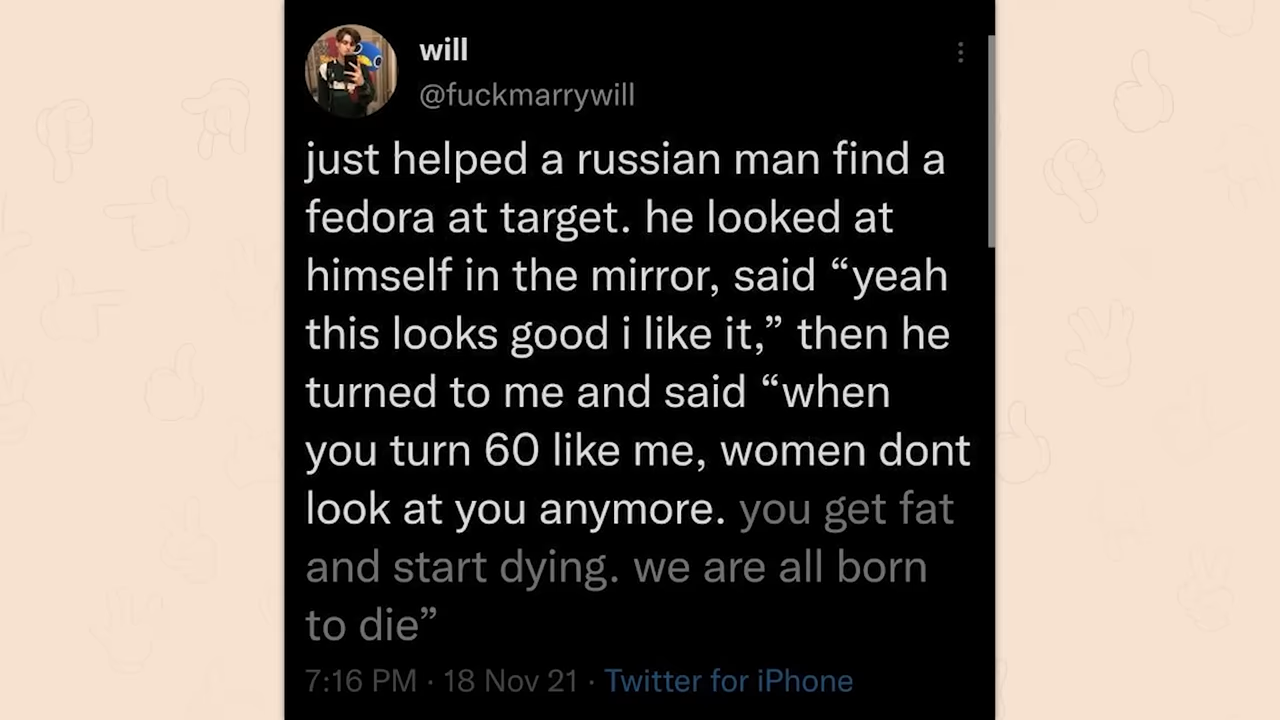 will
@fuckmarrywill
just helped a russian man find a
fedora at target. he looked at
himself in the mirror, said “yeah
this looks good i like it,” then he
turned to me and said “when
you turn 60 like me, women dont
look at you anymore. you get fat
and start dying. we are all born
to die”
7:16 PM · 18 Nov 21 · Twitter for iPhone